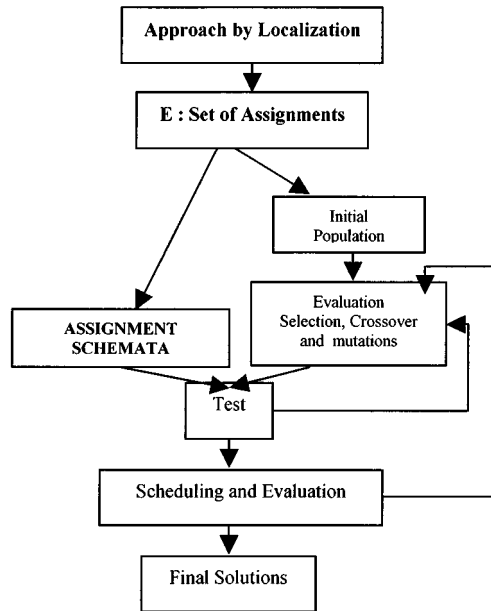 Approach by Localization
E : Set of Assignments
Initial
Population
Evaluation
Selection, Crossover
and mutations
ASSIGNMENT
SCHEMATA
Test
Scheduling and Evaluation
Final Solutions